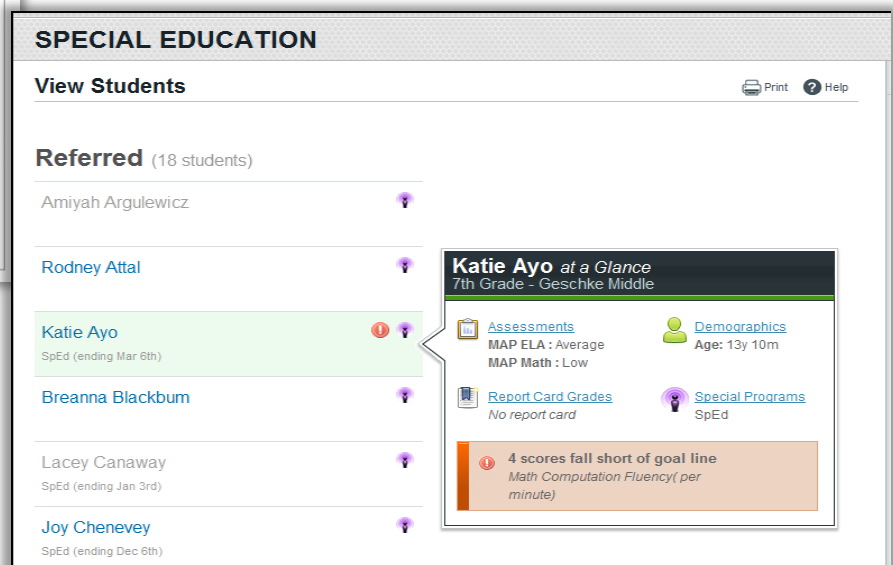 SPECIAL EDUCATION
View Students
Print
Help
Referred (18 students)
Amiyah Argulewicz
Rodney Attal
Katie Ayo
SpEd (ending Mar 6th)
Breanna Blackbum
Lacey Canaway
SpEd (ending Jan 3rd)
Joy Chenevey
SpEd (ending Dec 6th)
Katie Ayo at a Glance
7th Grade - Geschke Middle
Assessments
MAP ELA : Average
MAP Math : Low
Demographics
Age: 13y 10m
Report Card Grades
No report card
Special Programs
SpEd
4 scores fall short of goal line
Math Computation Fluency( per
minute)